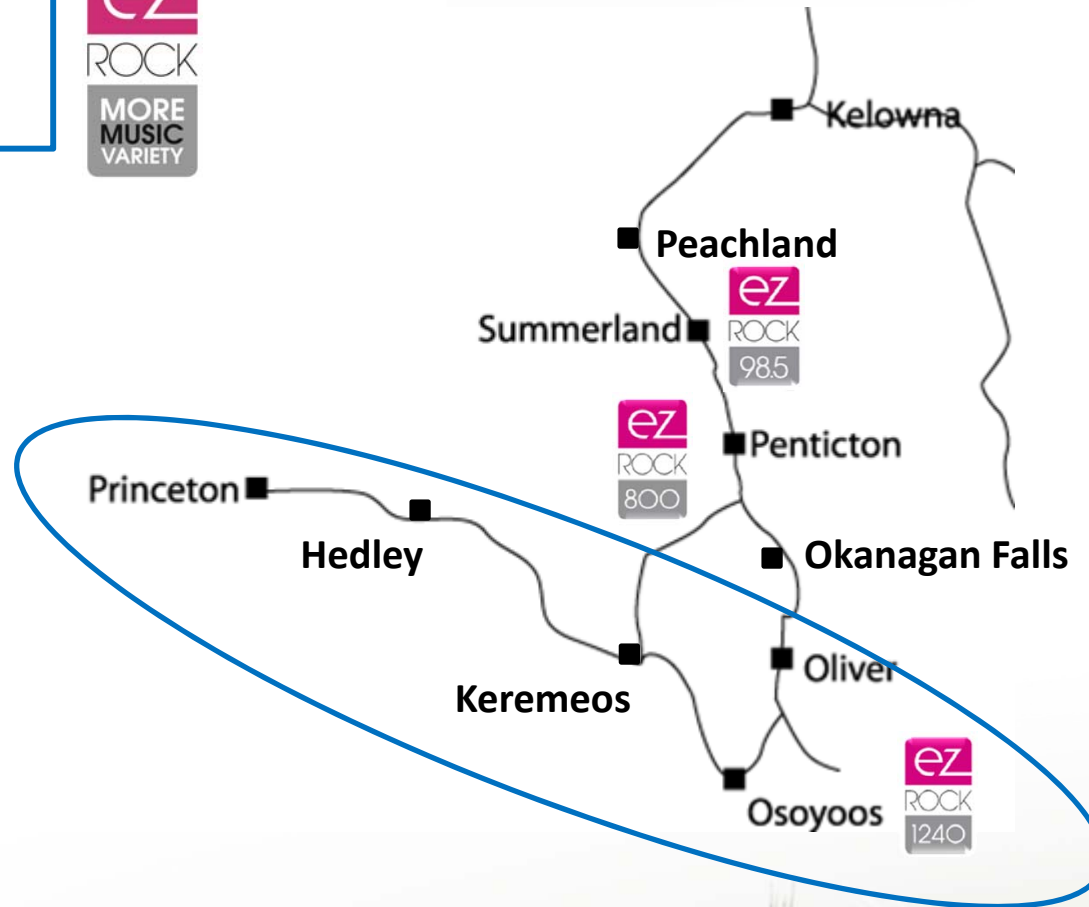 ez
ROCK
MORE
MUSIC
VARIETY
Kelowna
Peachland
ez
ROCK
98.5
Summerland
ez
ROCK
800
Penticton
Princeton
Hedley
Okanagan Falls
Oliver
Keremeos
ez
ROCK
1240
Osoyoos